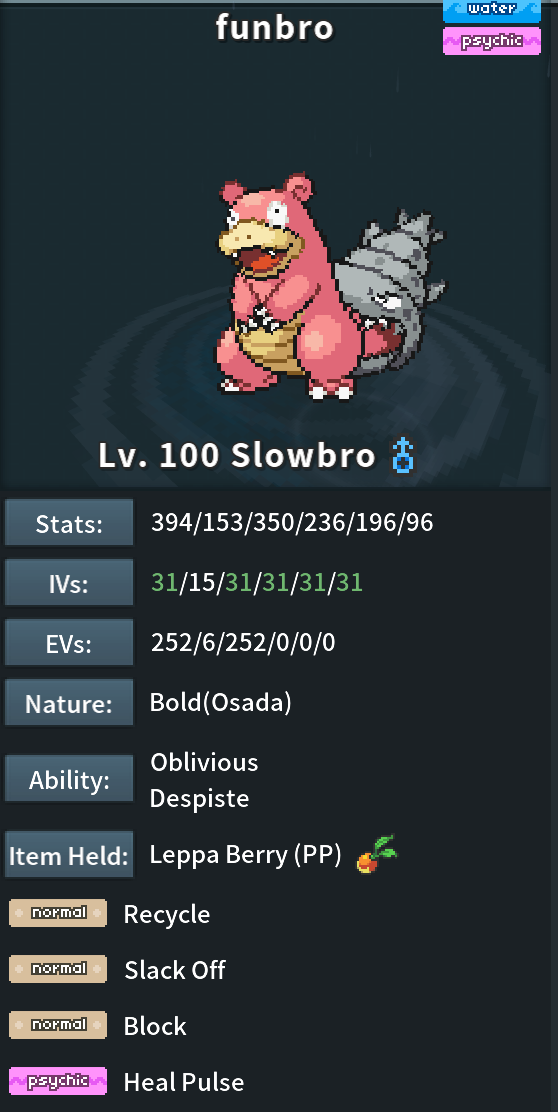 funbro
water
psychic
Lv. 100 Slowbro
Stats: 394/153/350/236/196/96
IVs: 31/15/31/31/31/31
EVs: 252/6/252/0/0/0
Nature: Bold(Osada)
Ability: Oblivious
Despiste
Item Held: Leppa Berry (PP)
normal Recycle
normal Slack Off
normal Block
psychic Heal Pulse